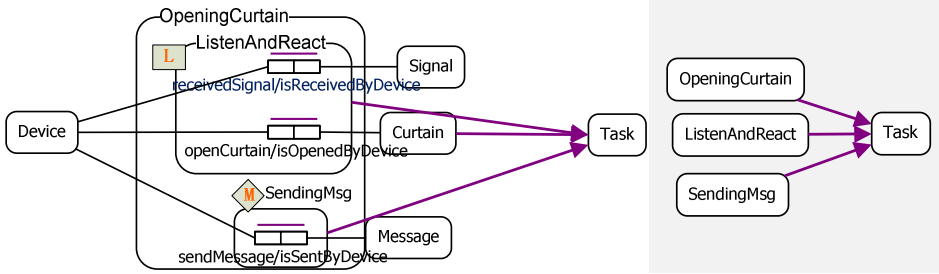 OpeningCurtain
ListenAndReact
L
receivedSignal/isReceivedByDevice
Signal
Device
openCurtain/isOpenedByDevice
Curtain
Task
M
SendingMsg
sendMessage/isSentByDevice
Message
OpeningCurtain
ListenAndReact
SendingMsg
Task